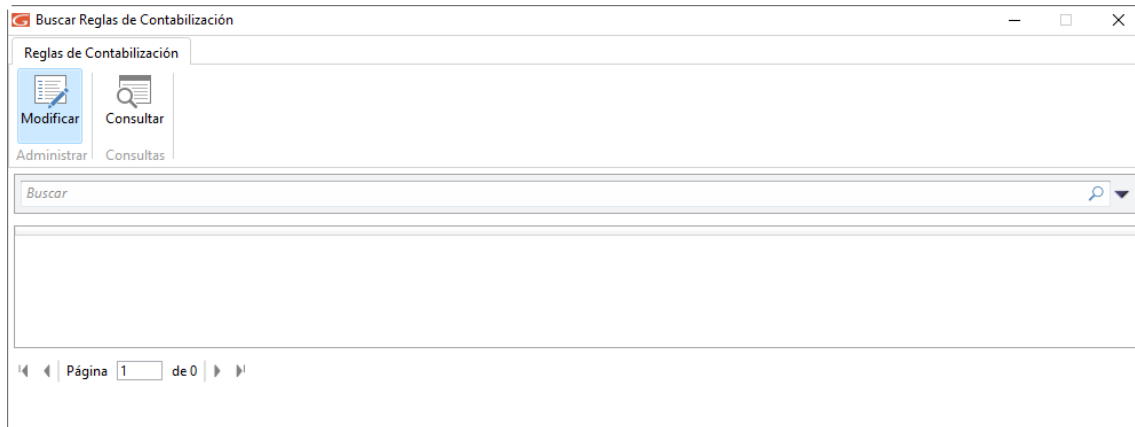 Buscar Reglas de Contabilización
Reglas de Contabilización
Modificar Consultar
Administrar Consultas
Buscar
Página 1 de 0